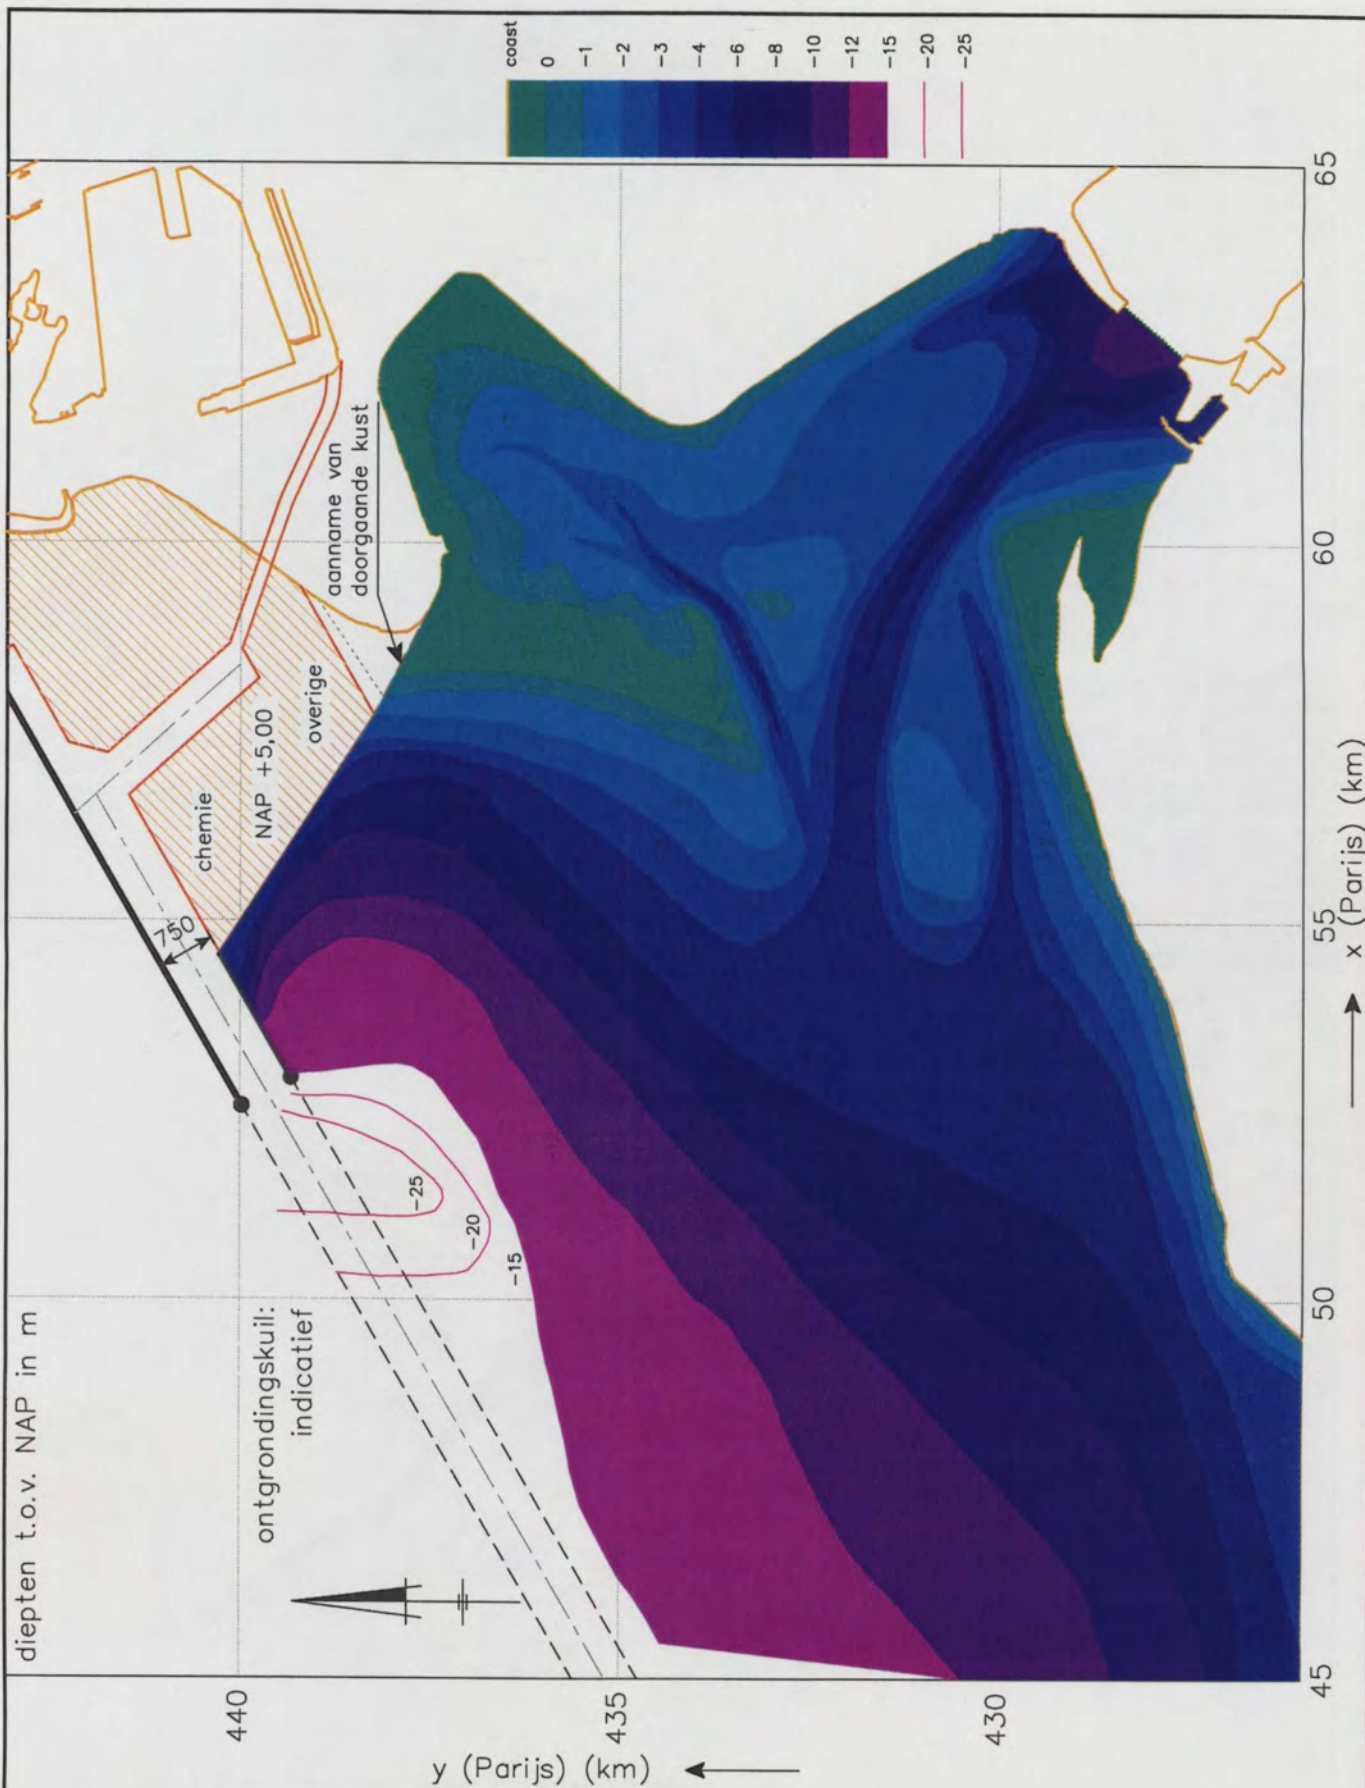 diepten t.o.v. NAP in m
coast
0
-1
-2
-3
-4
-6
-8
-10
-12
-15
-20
-25
aanname van
doorgaande kust
chemie
NAP +5,00
overige
750
-25
-20
-15
ontgrondingskuil:
indicatief
440
435
430
y (Parijs) (km)
45
50
55
60
65
x (Parijs) (km)